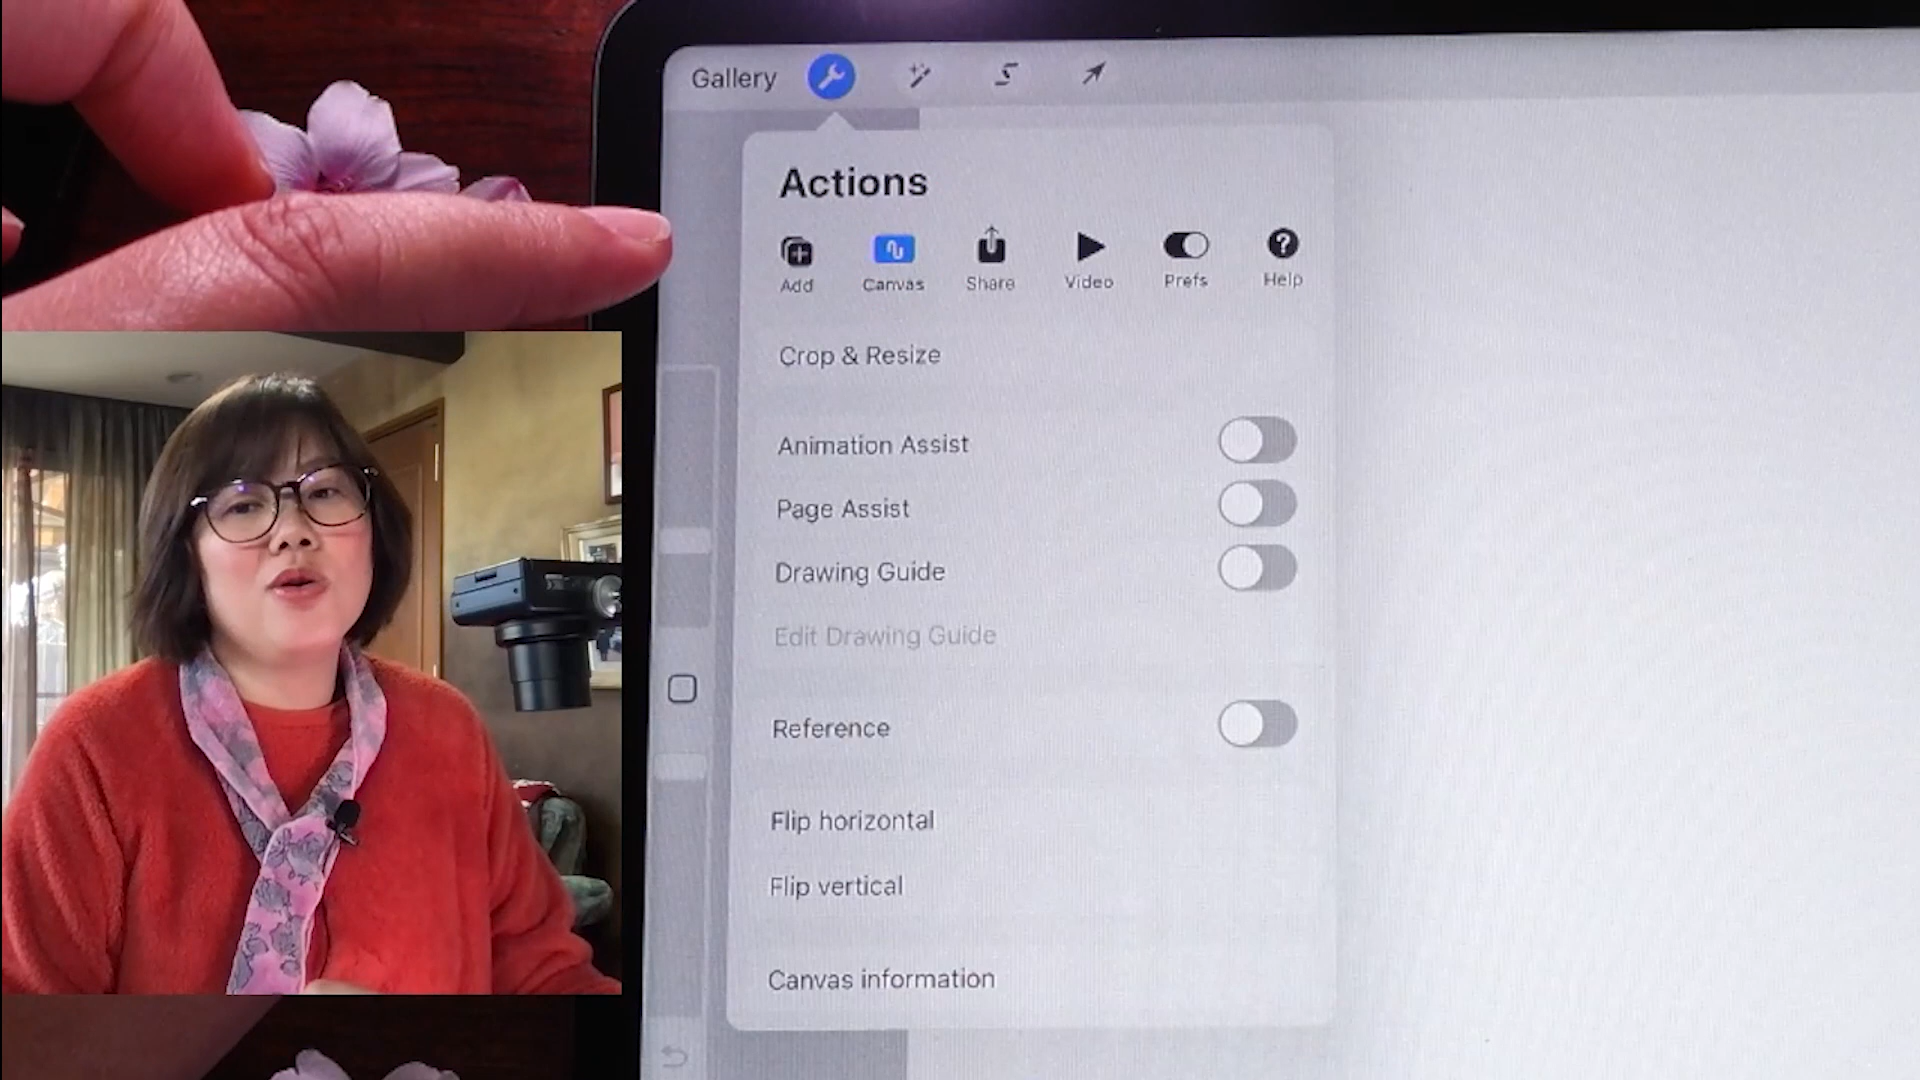 Gallery
Actions
Add Canvas Share Video Prefs Help
Crop & Resize
Animation Assist
Page Assist
Drawing Guide
Edit Drawing Guide
Reference
Flip horizontal
Flip vertical
Canvas information